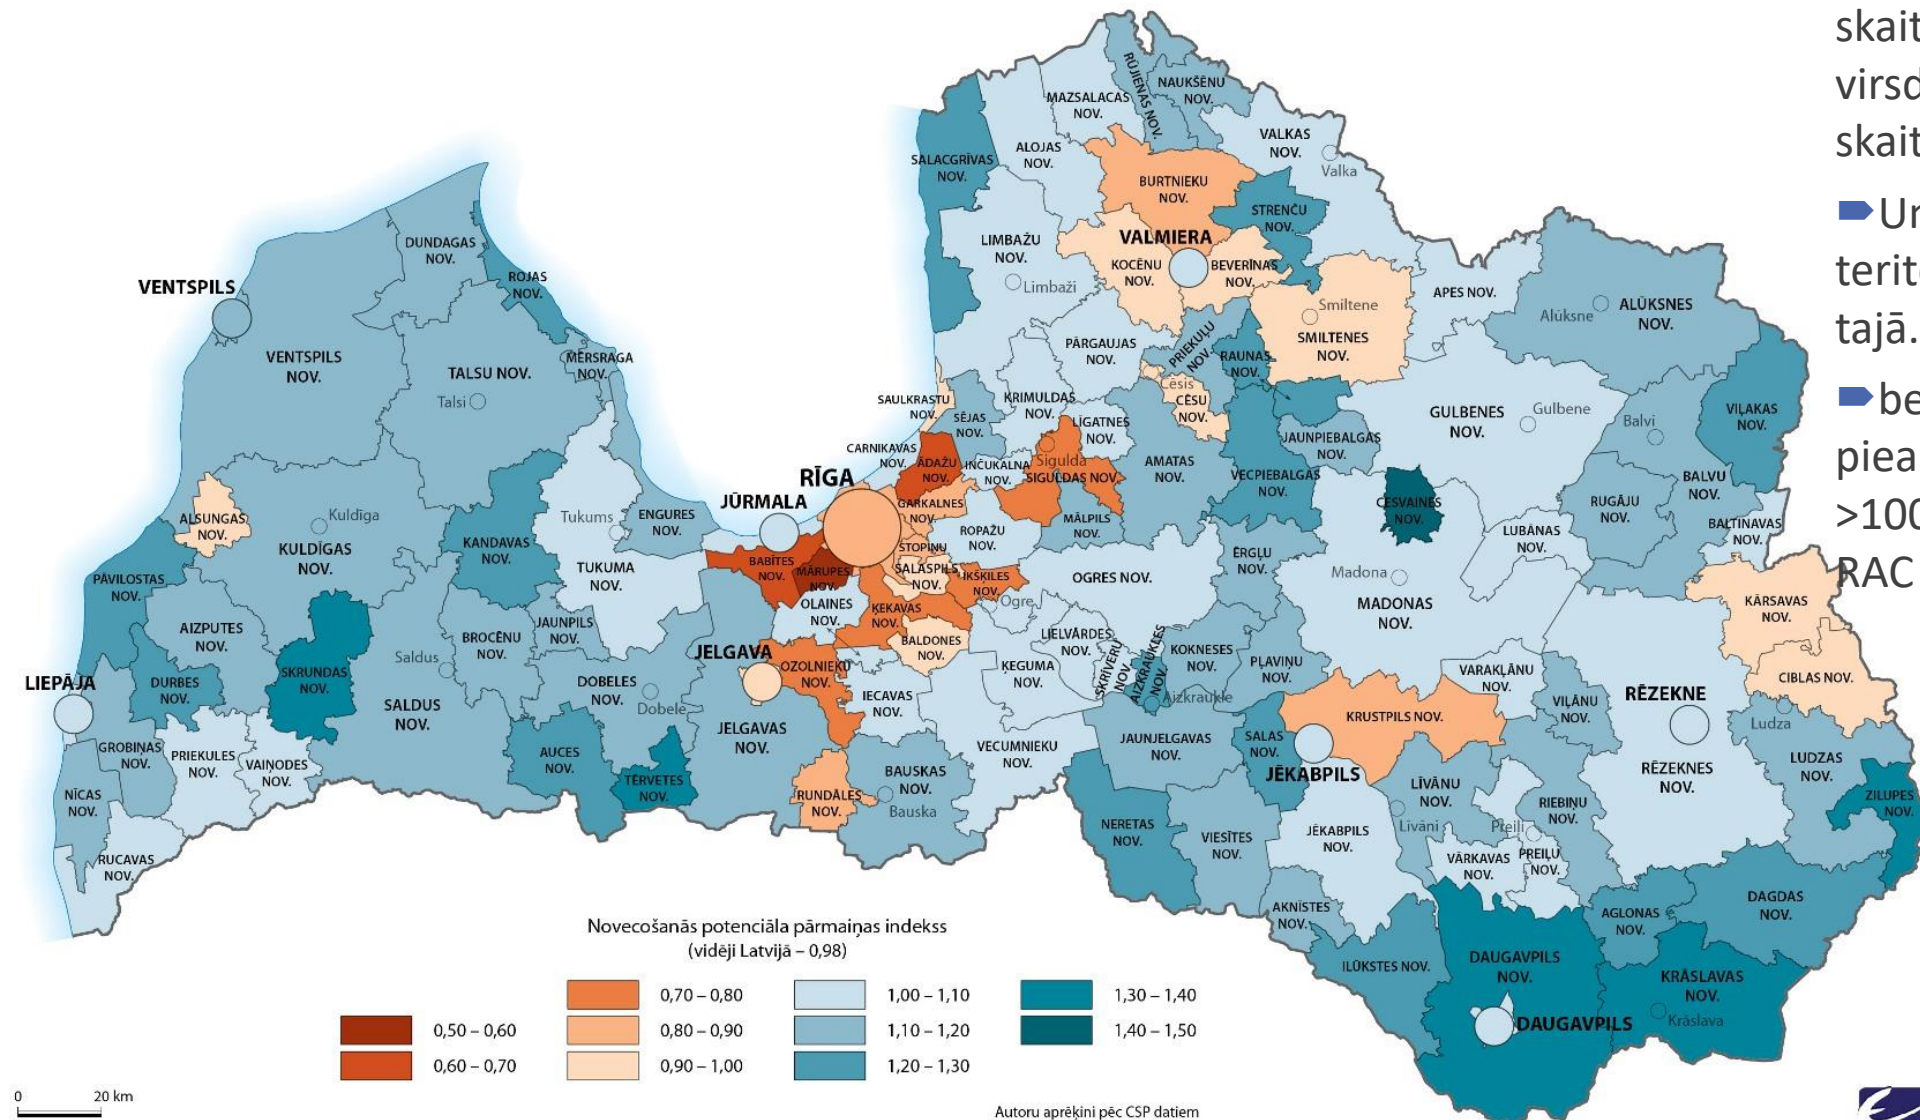 skait
virsd
skait
Ur
terit
tajā.
be
piea
>100
RAC
MAZSALACAS
NOV.
RŪJIENAS NOV.
NAUKŠĒNU
NOV.
VALKAS
NOV.
Valka
ALOJAS
NOV.
SALACGRĪVAS
NOV.
BURTNIEKU
NOV.
STRENČU
NOV.
LIMBAŽU
NOV.
Limbaži
VALMIERA
KOCĒNU
NOV.
BEVERĪNAS
NOV.
Smiltene
SMILTENES
NOV.
APES NOV.
Alūksne
ALŪKSNES
NOV.
DUNDAGAS
NOV.
ROJAS
NOV.
VENTSPILS
VENTSPILS
NOV.
TALSU NOV.
Talsi
MĒRSRAGA
NOV.
PĀRGAUJAS
NOV.
PRIEKUĻU
NOV.
RAUNAS
NOV.
Cēsis
CĒSU
NOV.
SAULKRASTU
NOV.
SĒJAS
NOV.
KRIMULDAS
NOV.
LĪGATNES
NOV.
GULBENES
NOV.
Gulbene
Balvi
VIĻAKAS
NOV.
JAUNPIEBALGAS
NOV.
CARNIKAVAS
NOV.
ĀDAŽU
NOV.
INČUKALNA
NOV.
Sigulda
SIGULDAS NOV.
AMATAS
NOV.
VECPIEBALGAS
NOV.
CESVAINES
NOV.
BALVU
NOV.
RUGĀJU
NOV.
BALTINAVAS
NOV.
LUBĀNAS
NOV.
RĪGA
JŪRMALA
GARKALNES
NOV.
ROPAŽU
NOV.
MĀLPILS
NOV.
ĒRGĻU
NOV.
ALSUNGAS
NOV.
Kuldīga
KULDĪGAS
NOV.
KANDAVAS
NOV.
Tukums
ENGURES
NOV.
TUKUMA
NOV.
BABĪTES
NOV.
MĀRUPES
NOV.
STOPIŅU
SALASPILS
NOV.
IKŠĶILES
NOV.
Ogre
OGRES NOV.
Madona
MADONAS
NOV.
KĀRSAVAS
NOV.
PĀVILOSTAS
NOV.
AIZPUTES
NOV.
BROCĒNU
NOV.
JAUNPILS
NOV.
OLAINES
NOV.
ĶEKAVAS
NOV.
BALDONES
NOV.
LIELVĀRDES
NOV.
ĶEGUMA
NOV.
SKRĪVERU
NOV.
AIZKRAUKLES
NOV.
Aizkraukle
KOKNESES
NOV.
PĻAVIŅU
NOV.
VARAKĻĀNU
NOV.
CIBLAS NOV.
LIEPĀJA
DURBES
NOV.
SKRUNDAS
NOV.
Saldus
SALDUS
NOV.
DOBELES
NOV.
Dobele
JELGAVA
OZOLNIEKU
NOV.
JELGAVAS
NOV.
IECAVAS
NOV.
VECUMNIEKU
NOV.
JAUNJELGAVAS
NOV.
SALAS
NOV.
KRUSTPILS NOV.
JĒKABPILS
VIĻĀNU
NOV.
RĒZEKNE
RĒZEKNES
NOV.
Ludza
LUDZAS
NOV.
ZILUPES
NOV.
GROBIŅAS
NOV.
PRIEKULES
NOV.
VAIŅODES
NOV.
NĪCAS
NOV.
RUCAVAS
NOV.
AUCES
NOV.
TĒRVETES
NOV.
RUNDĀLES
NOV.
BAUSKAS
NOV.
Bauska
NERETAS
NOV.
VIESĪTES
NOV.
JĒKABPILS
NOV.
LĪVĀNU
NOV.
Līvāni
Preiļi
RIEBIŅU
NOV.
VĀRKAVAS
NOV.
PREIĻU
NOV.
AKNĪSTES
NOV.
ILŪKSTES NOV.
AGLONAS
NOV.
DAGDAS
NOV.
DAUGAVPILS
NOV.
DAUGAVPILS
KRĀSLAVAS
NOV.
Krāslava
Novecošanās potenciāla pārmaiņas indekss
(vidēji Latvijā – 0,98)
0,50 – 0,60
0,60 – 0,70
0,70 – 0,80
0,80 – 0,90
0,90 – 1,00
1,00 – 1,10
1,10 – 1,20
1,20 – 1,30
1,30 – 1,40
1,40 – 1,50
0 20 km
Autoru aprēķini pēc CSP datiem